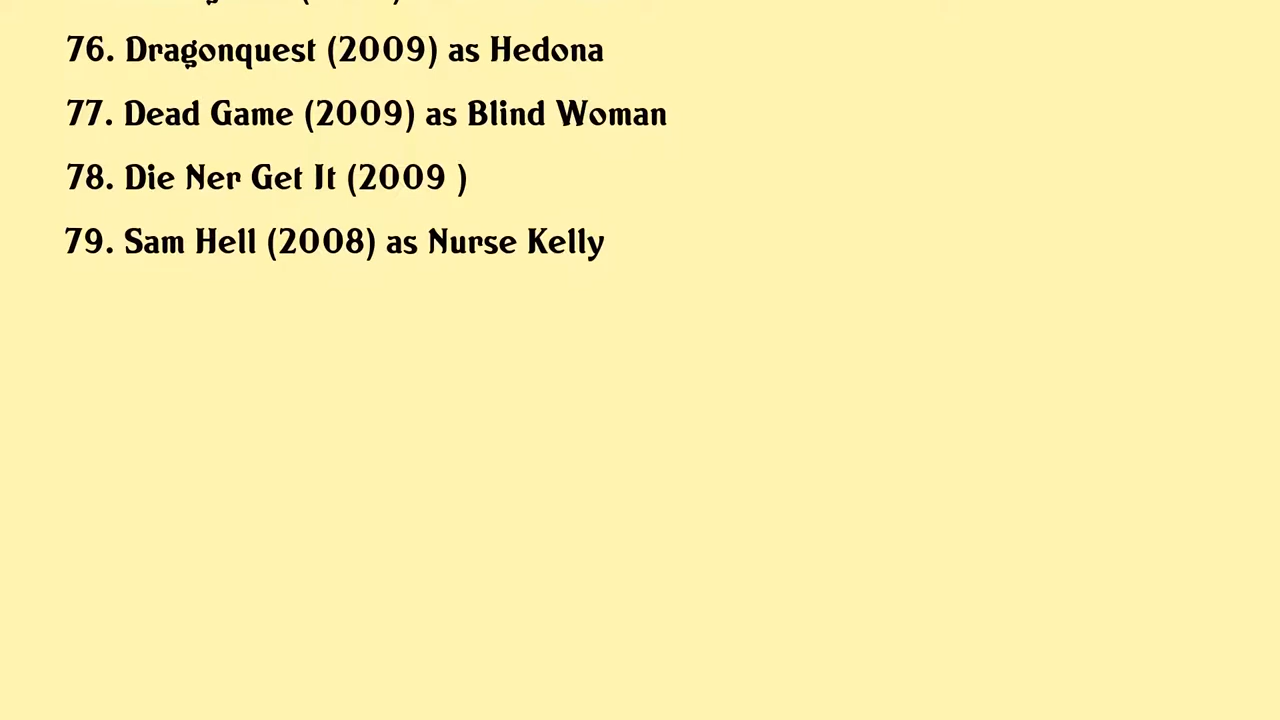 76. Dragonquest (2009) as Hedona
77. Dead Game (2009) as Blind Woman
78. Die Ner Get It (2009 )
79. Sam Hell (2008) as Nurse Kelly